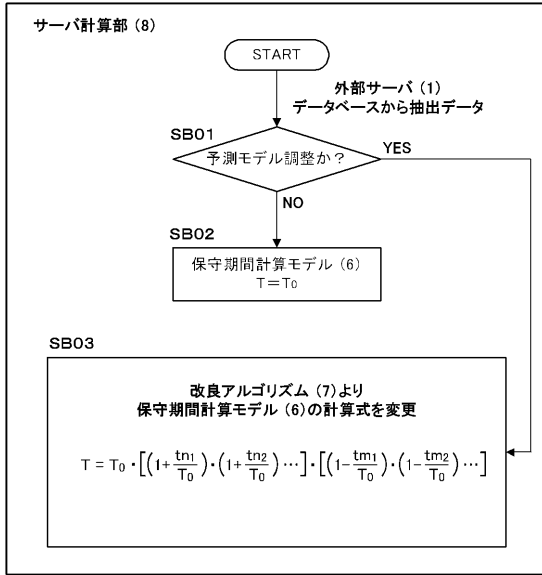 サーバ計算部 (8)
START
外部サーバ (1)
データベースから抽出データ
SB01
予測モデル調整か?
YES
NO
SB02
保守期間計算モデル (6)
T=T₀
SB03
改良アルゴリズム (7) より
保守期間計算モデル (6) の計算式を変更
T = T₀・[(1+tn₁/T₀)・(1+tn₂/T₀)…]・[(1-tm₁/T₀)・(1-tm₂/T₀)…]